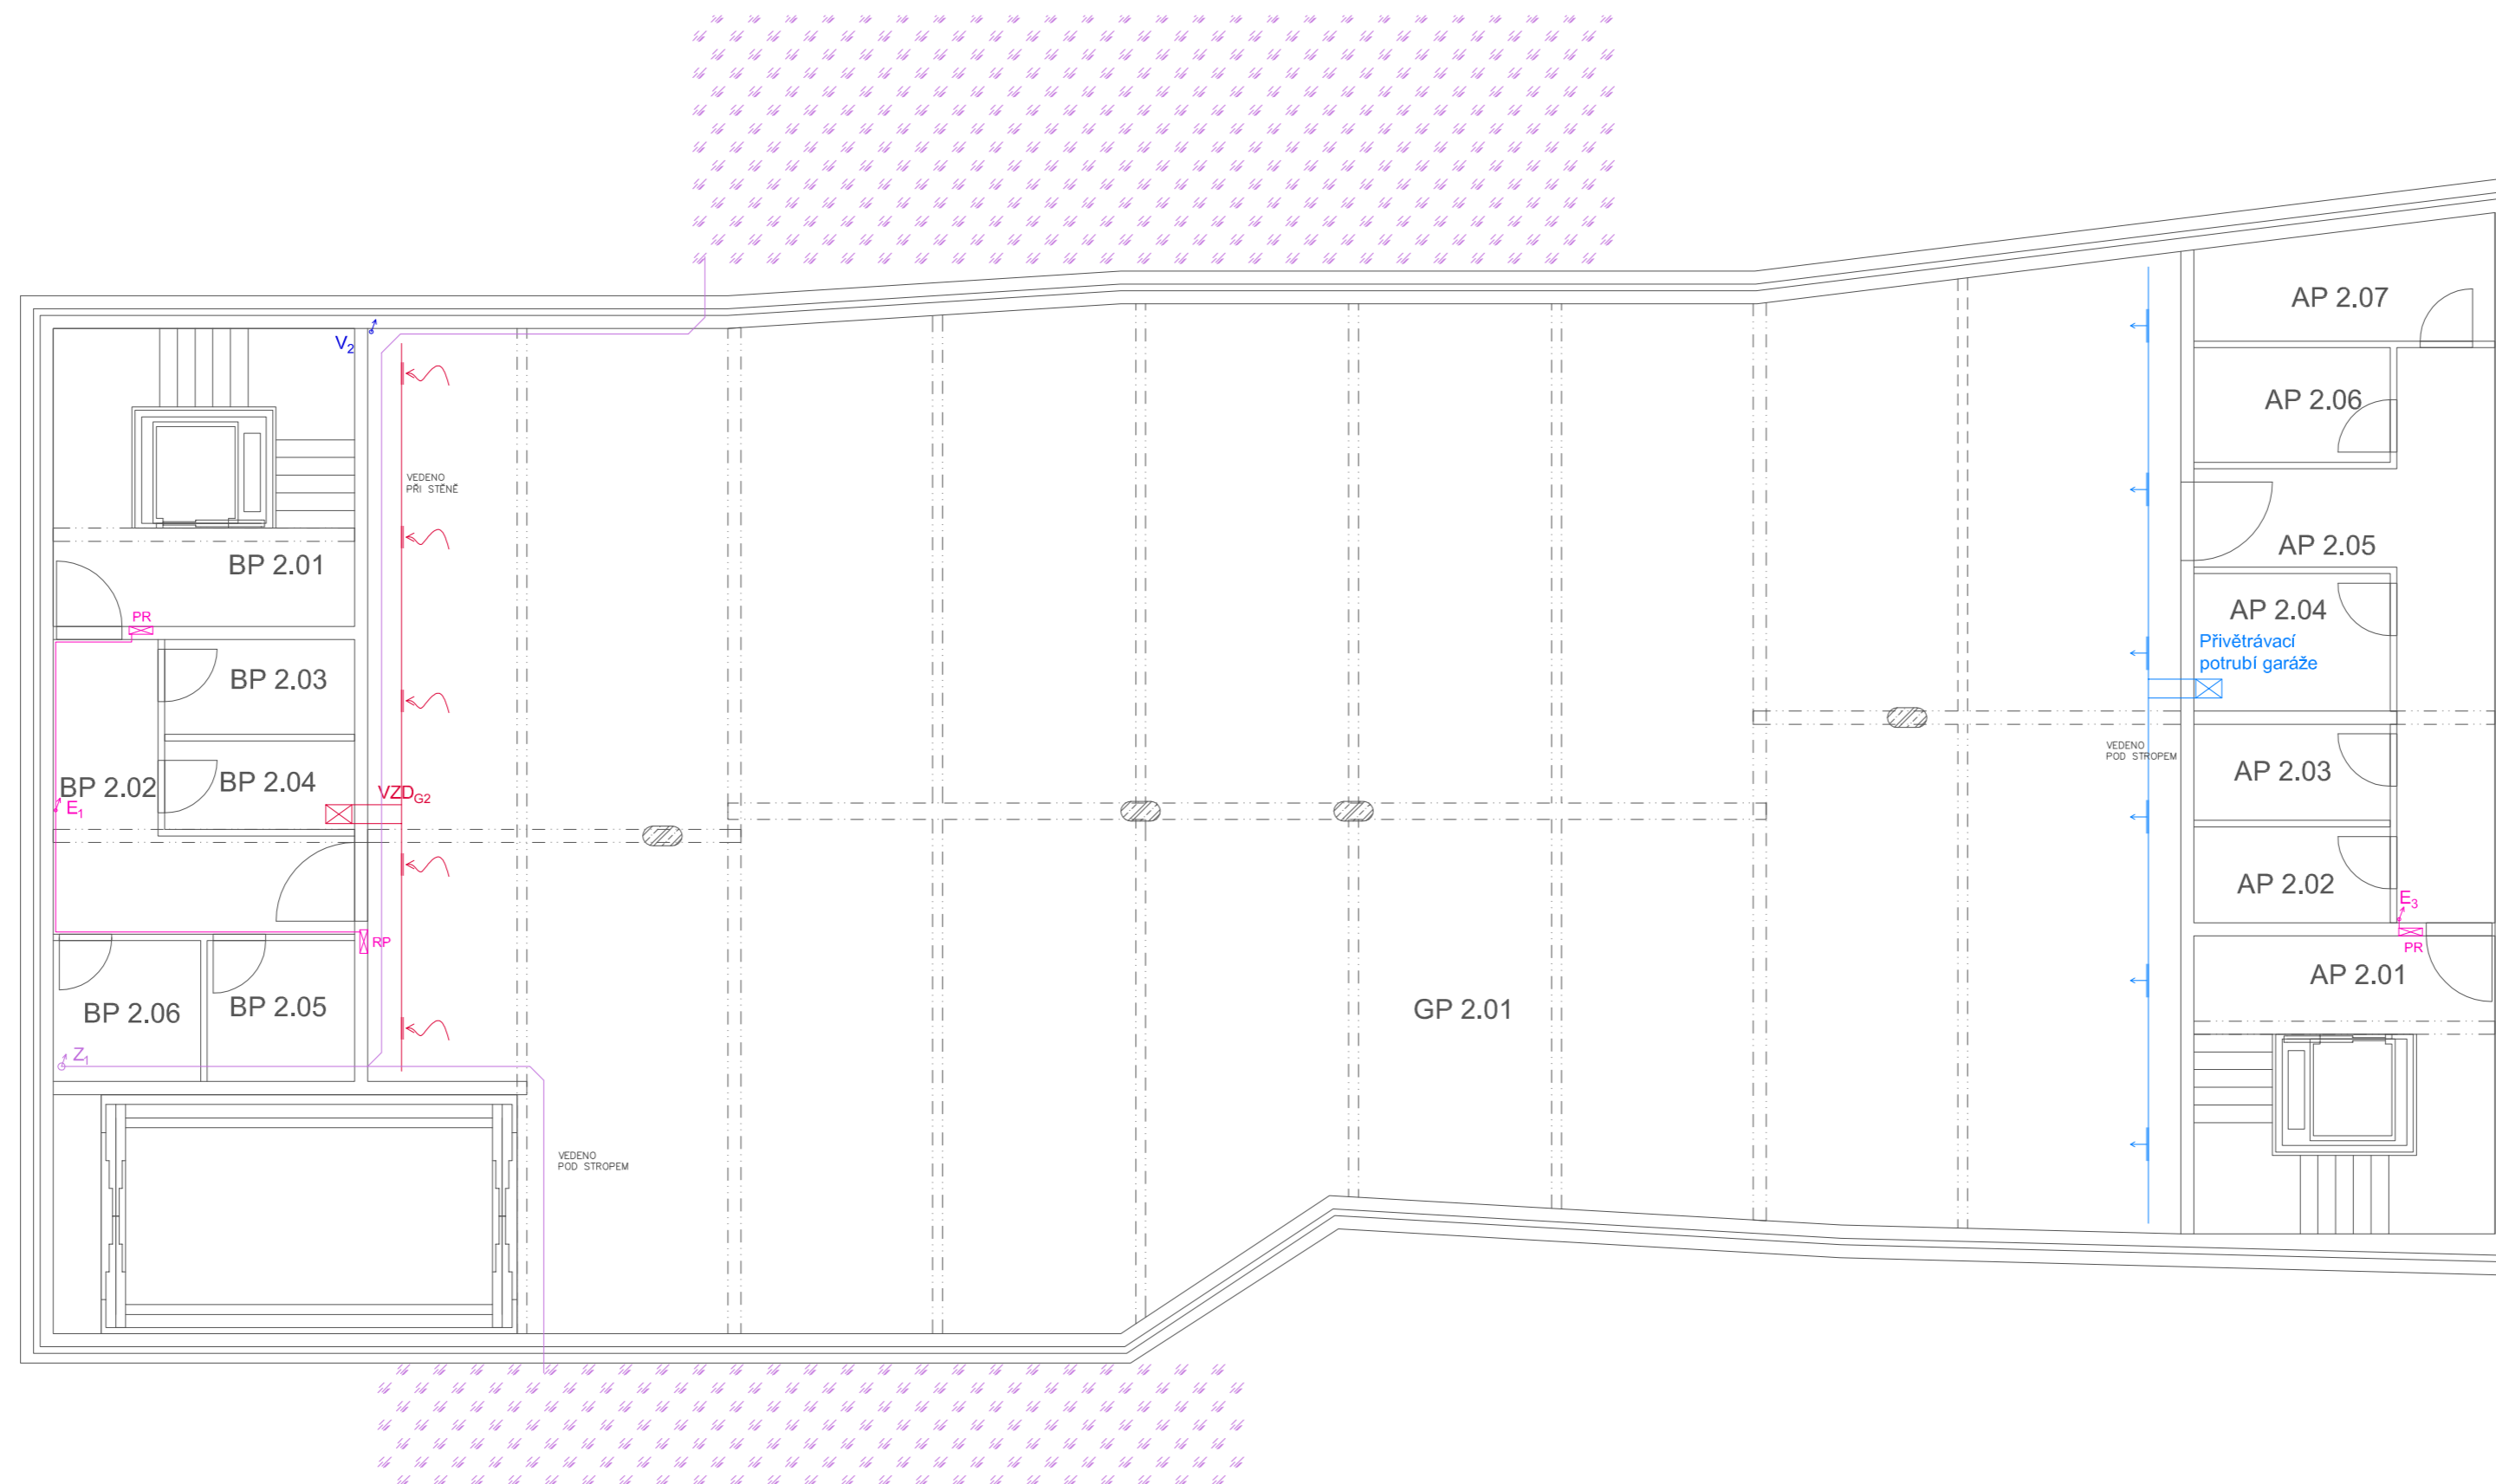 AP 2.07
V2
AP 2.06
VEDENO
PŘI STĚNĚ
AP 2.05
BP 2.01
AP 2.04
PR
Přivětrávací
potrubí garáže
BP 2.03
VEDENO
POD STROPEM
AP 2.03
BP 2.04
BP 2.02
VZDG2
E1
AP 2.02
E3
RP
PR
AP 2.01
BP 2.05
BP 2.06
GP 2.01
Z1
VEDENO
POD STROPEM